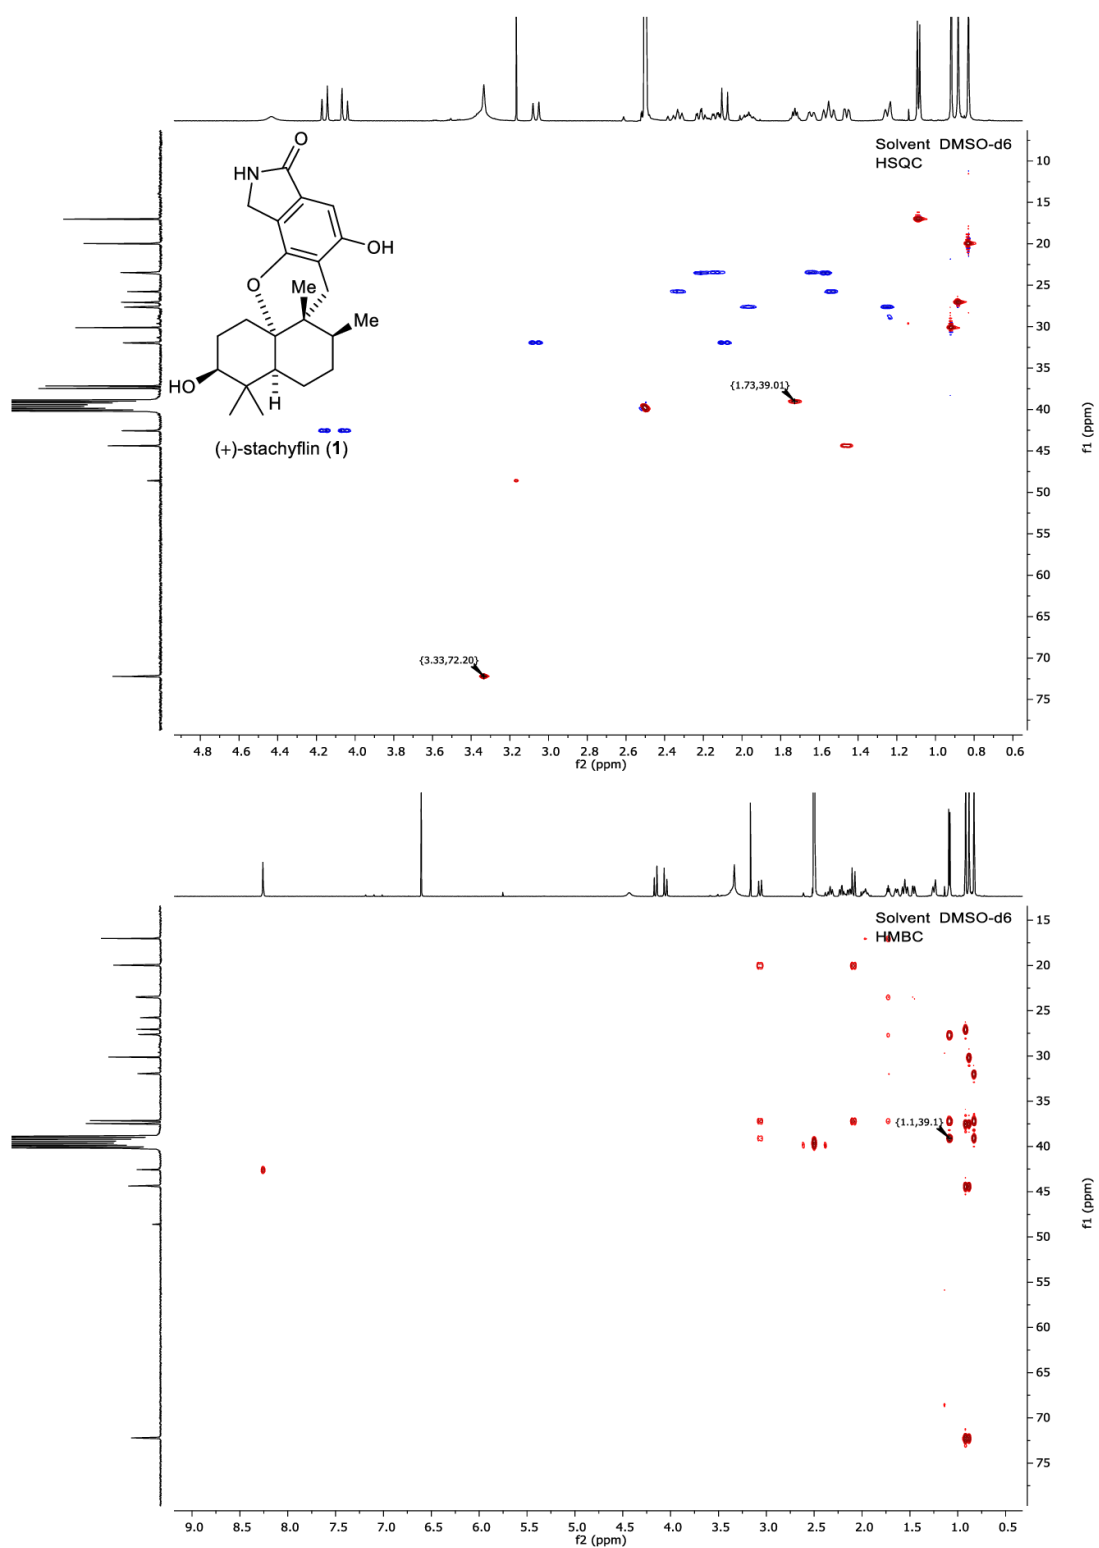 Solvent DMSO-d6
HSQC
O
HN
OH
O
Me
Me
HO
H
(+)-stachyflin (1)
{1.73,39.01}
{3.33,72.20}
10
15
20
25
30
35
40
45
50
55
60
65
70
75
f1 (ppm)
4.8 4.6 4.4 4.2 4.0 3.8 3.6 3.4 3.2 3.0 2.8 2.6 2.4 2.2 2.0 1.8 1.6 1.4 1.2 1.0 0.8 0.6
f2 (ppm)
Solvent DMSO-d6
HMBC
{1.1,39.1}
15
20
25
30
35
40
45
50
55
60
65
70
75
f1 (ppm)
9.0 8.5 8.0 7.5 7.0 6.5 6.0 5.5 5.0 4.5 4.0 3.5 3.0 2.5 2.0 1.5 1.0 0.5
f2 (ppm)